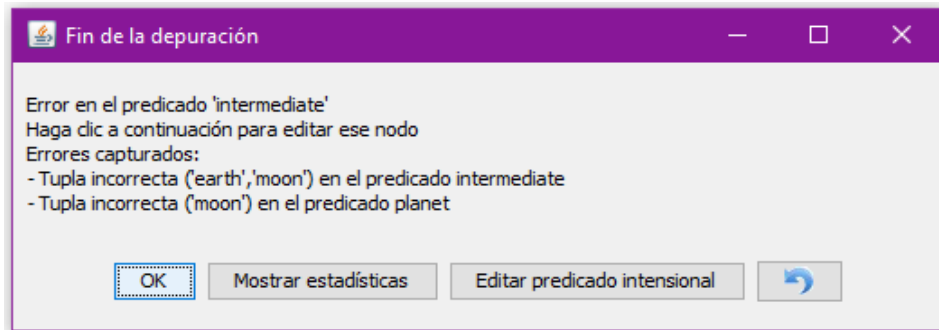 Fin de la depuración
Error en el predicado 'intermediate'
Haga clic a continuación para editar ese nodo
Errores capturados:
- Tupla incorrecta ('earth','moon') en el predicado intermediate
- Tupla incorrecta ('moon') en el predicado planet
OK
Mostrar estadísticas
Editar predicado intensional